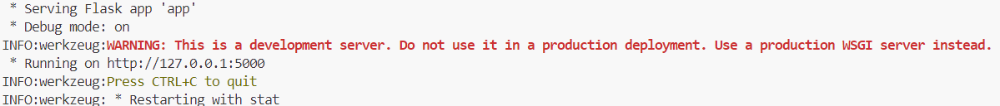 * Serving Flask app 'app'
* Debug mode: on
INFO:werkzeug:WARNING: This is a development server. Do not use it in a production deployment. Use a production WSGI server instead.
* Running on http://127.0.0.1:5000
INFO:werkzeug:Press CTRL+C to quit
INFO:werkzeug: * Restarting with stat